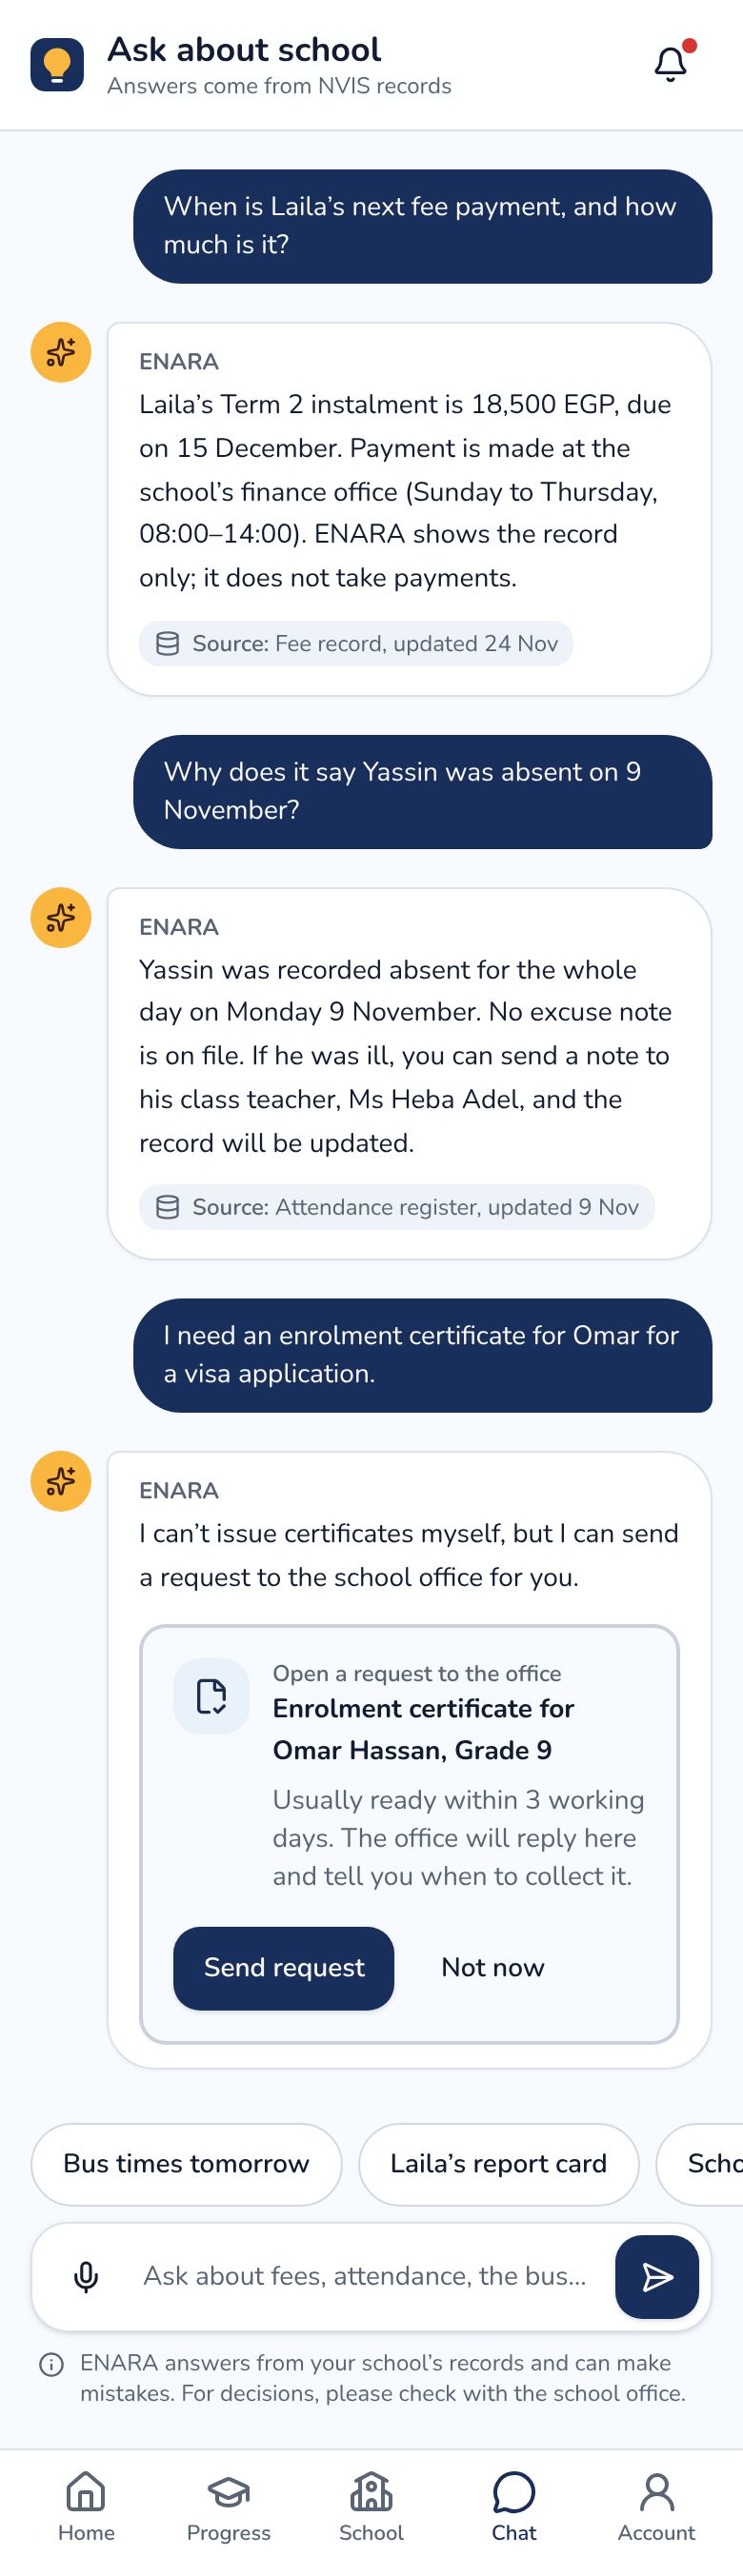 Ask about school
Answers come from NVIS records
When is Laila’s next fee payment, and how
much is it?
ENARA
Laila’s Term 2 instalment is 18,500 EGP, due
on 15 December. Payment is made at the
school’s finance office (Sunday to Thursday,
08:00–14:00). ENARA shows the record
only; it does not take payments.
Source: Fee record, updated 24 Nov
Why does it say Yassin was absent on 9
November?
ENARA
Yassin was recorded absent for the whole
day on Monday 9 November. No excuse note
is on file. If he was ill, you can send a note to
his class teacher, Ms Heba Adel, and the
record will be updated.
Source: Attendance register, updated 9 Nov
I need an enrolment certificate for Omar for
a visa application.
ENARA
I can’t issue certificates myself, but I can send
a request to the school office for you.
Open a request to the office
Enrolment certificate for
Omar Hassan, Grade 9
Usually ready within 3 working
days. The office will reply here
and tell you when to collect it.
Send request Not now
Bus times tomorrow Laila’s report card
Ask about fees, attendance, the bus...
ENARA answers from your school’s records and can make
mistakes. For decisions, please check with the school office.
Home Progress School Chat Account